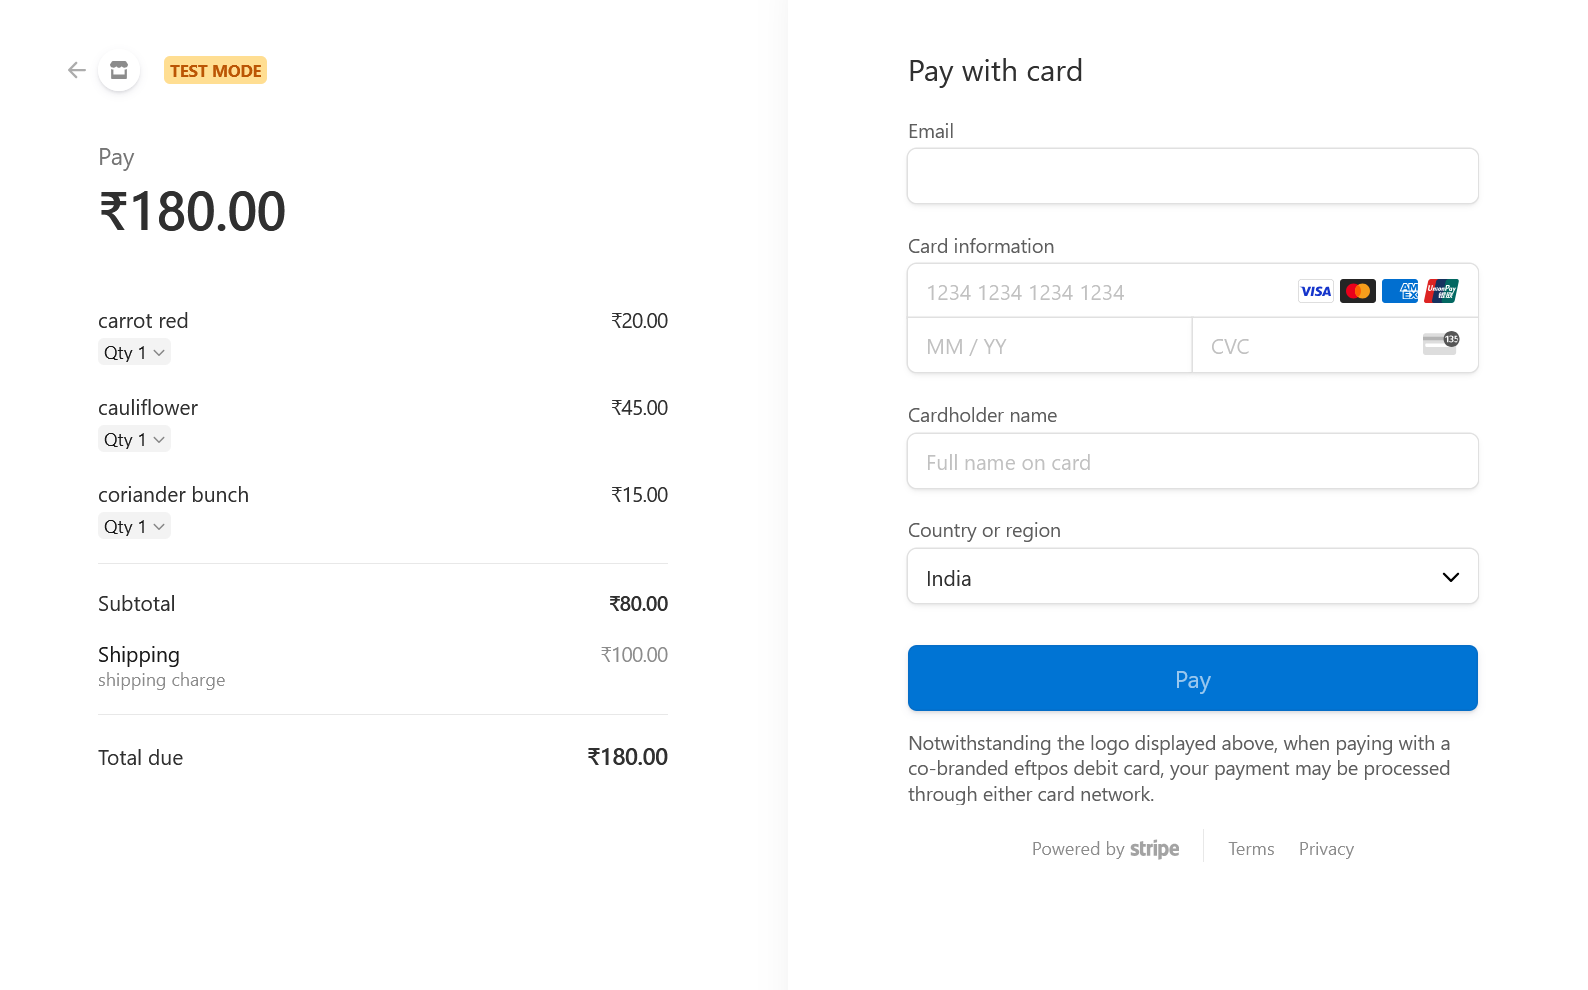 TEST MODE
Pay
₹180.00
carrot red ₹20.00
Qty 1
cauliflower ₹45.00
Qty 1
coriander bunch ₹15.00
Qty 1
Subtotal ₹80.00
Shipping ₹100.00
shipping charge
Total due ₹180.00
Pay with card
Email
Card information
1234 1234 1234 1234 VISA AMEX UnionPay 银联
MM / YY CVC 135
Cardholder name
Full name on card
Country or region
India
Pay
Notwithstanding the logo displayed above, when paying with a
co-branded eftpos debit card, your payment may be processed
through either card network.
Powered by stripe Terms Privacy